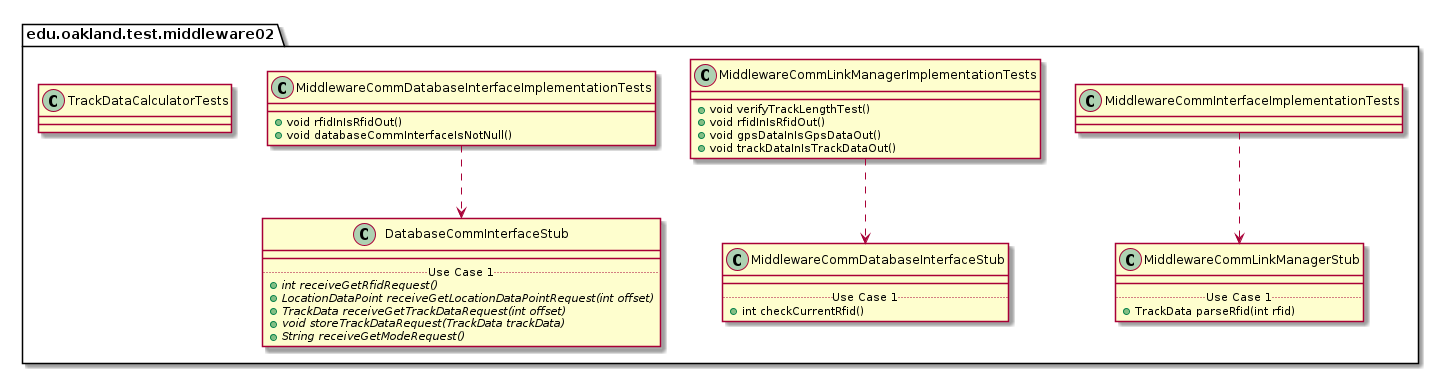 edu.oakland.test.middleware02
C TrackDataCalculatorTests
C MiddlewareCommDatabaseInterfaceImplementationTests
void rfidInIsRfidOut()
void databaseCommInterfaceIsNotNull()
C MiddlewareCommLinkManagerImplementationTests
void verifyTrackLengthTest()
void rfidInIsRfidOut()
void gpsDataInIsGpsDataOut()
void trackDataInIsTrackDataOut()
C MiddlewareCommInterfaceImplementationTests
C DatabaseCommInterfaceStub
Use Case 1
int receiveGetRfidRequest()
LocationDataPoint receiveGetLocationDataPointRequest(int offset)
TrackData receiveGetTrackDataRequest(int offset)
void storeTrackDataRequest(TrackData trackData)
String receiveGetModeRequest()
C MiddlewareCommDatabaseInterfaceStub
Use Case 1
int checkCurrentRfid()
C MiddlewareCommLinkManagerStub
Use Case 1
TrackData parseRfid(int rfid)